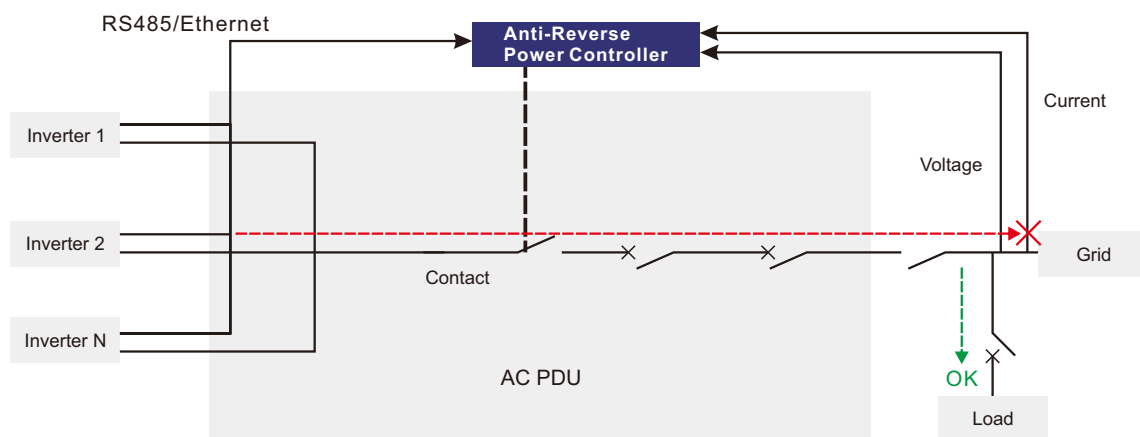 RS485/Ethernet
Anti-Reverse
Power Controller
Current
Inverter 1
Voltage
Inverter 2
Grid
Contact
Inverter N
AC PDU
OK
Load